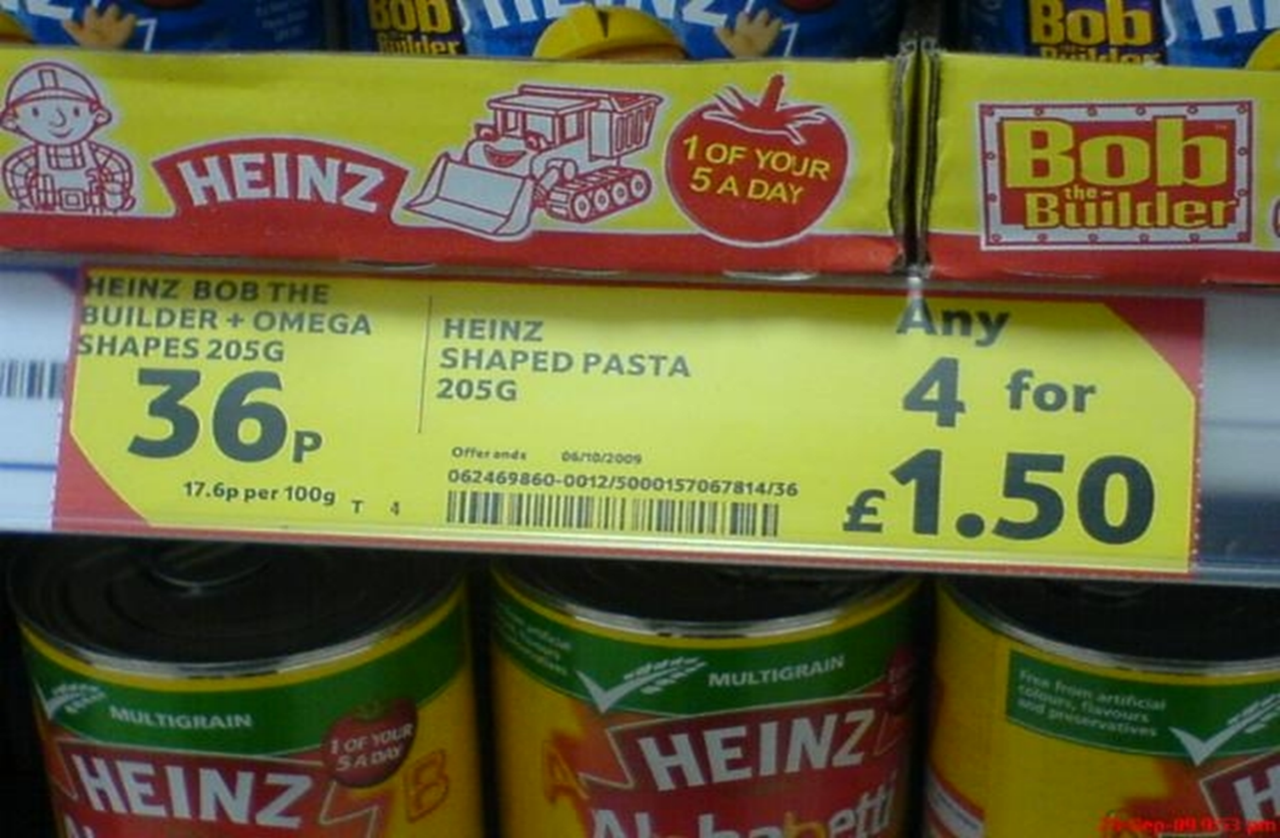 Bob
Builder
HEINZ
Bob
the
Builder
HEINZ
1 OF YOUR
5 A DAY
Bob
the
Builder
HEINZ BOB THE
BUILDER + OMEGA
SHAPES 205G
36P
17.6p per 100g T 4
HEINZ
SHAPED PASTA
205G
Offer ends 06/10/2009
062469860-0012/5000157067814/36
Any
4 for
£1.50
MULTIGRAIN
1 OF YOUR
5 A DAY
HEINZ
MULTIGRAIN
HEINZ
Free from artificial
colours, flavours
and preservatives